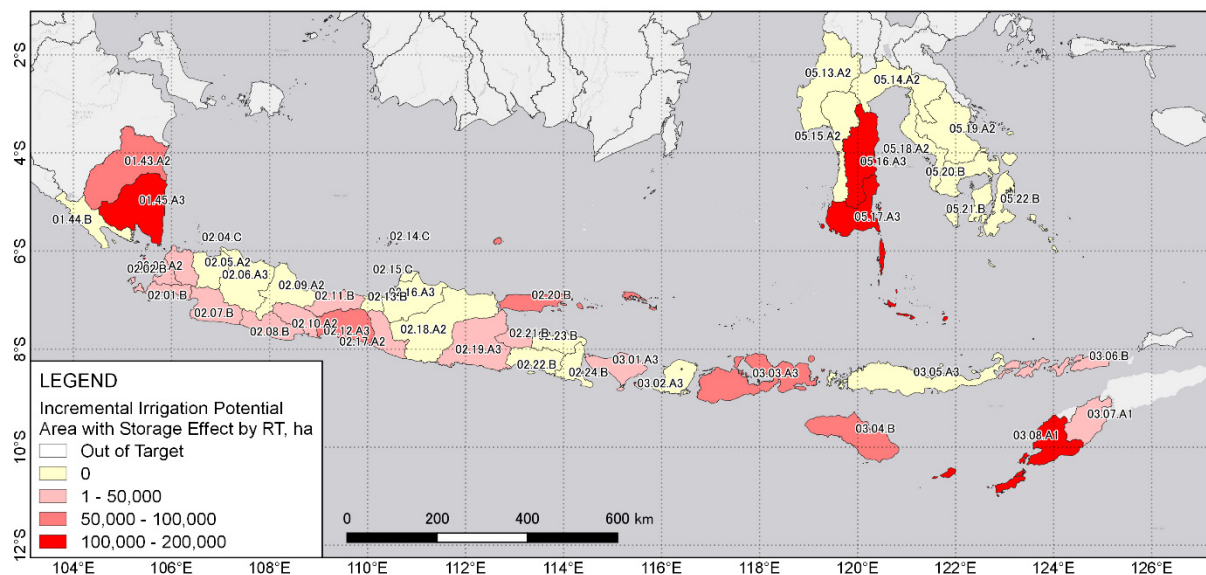 2°S
4°S
6°S
8°S
10°S
12°S
05.13.A2
05.14.A2
05.15.A2
05.19.A2
05.18.A2
05.16.A3
05.20.B
05.21.B
05.22.B
05.17.A3
01.43.A2
01.45.A3
01.44.B
02.04.C
02.14.C
02.02.B
02.05.A2
02.06.A3
02.15.C
02.01.B
02.09.A2
02.11.B
02.13.B
02.16.A3
02.20.B
02.07.B
02.08.B
02.10.A2
02.12.A3
02.17.A2
02.18.A2
02.19.A3
02.21.B
02.23.B
02.22.B
02.24.B
03.01.A3
03.02.A3
03.03.A3
03.05.A3
03.06.B
03.04.B
03.07.A1
03.08.A1
LEGEND
Incremental Irrigation Potential
Area with Storage Effect by RT, ha
Out of Target
0
1 - 50,000
50,000 - 100,000
100,000 - 200,000
0 200 400 600 km
104°E 106°E 108°E 110°E 112°E 114°E 116°E 118°E 120°E 122°E 124°E 126°E